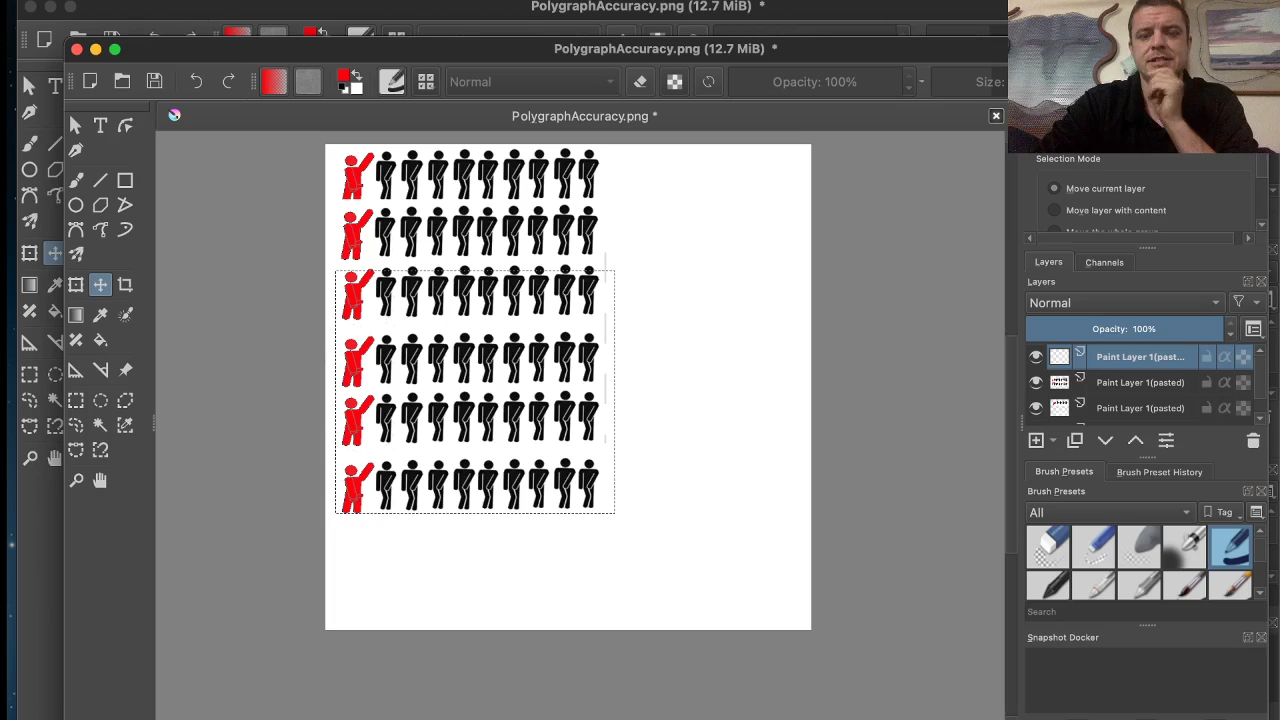 PolygraphAccuracy.png (12.7 MiB) *
PolygraphAccuracy.png (12.7 MiB) *
Normal
Opacity: 100%
Size:
PolygraphAccuracy.png *
Selection Mode
Move current layer
Move layer with content
Layers
Channels
Layers
Normal
Opacity: 100%
Paint Layer 1(past...
Paint Layer 1(pasted)
Paint Layer 1(pasted)
Brush Presets
Brush Preset History
Brush Presets
All
Tag
Search
Snapshot Docker